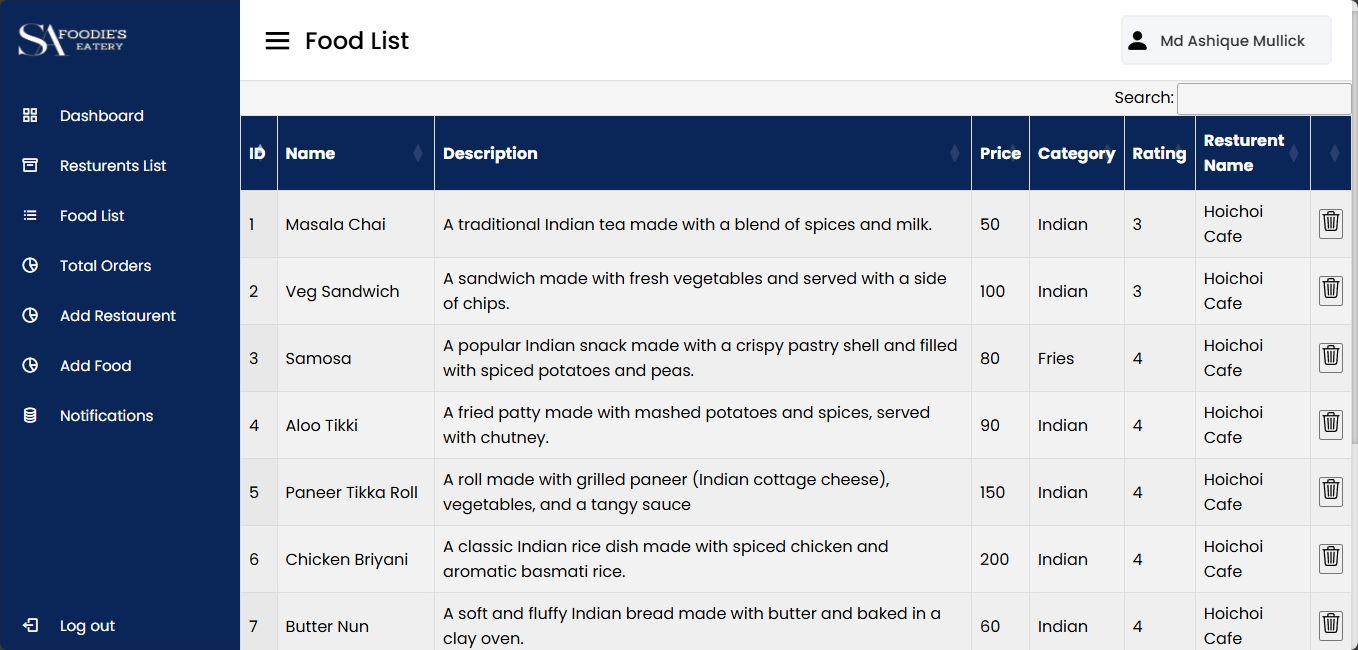 SA FOODIE'S
EATERY
Food List
Md Ashique Mullick
Dashboard
Resturents List
Food List
Total Orders
Add Restaurent
Add Food
Notifications
Log out
Search:
ID Name Description Price Category Rating Resturent
Name
1 Masala Chai A traditional Indian tea made with a blend of spices and milk. 50 Indian 3 Hoichoi
Cafe
2 Veg Sandwich A sandwich made with fresh vegetables and served with a side
of chips. 100 Indian 3 Hoichoi
Cafe
3 Samosa A popular Indian snack made with a crispy pastry shell and filled
with spiced potatoes and peas. 80 Fries 4 Hoichoi
Cafe
4 Aloo Tikki A fried patty made with mashed potatoes and spices, served
with chutney. 90 Indian 4 Hoichoi
Cafe
5 Paneer Tikka Roll A roll made with grilled paneer (Indian cottage cheese),
vegetables, and a tangy sauce 150 Indian 4 Hoichoi
Cafe
6 Chicken Briyani A classic Indian rice dish made with spiced chicken and
aromatic basmati rice. 200 Indian 4 Hoichoi
Cafe
7 Butter Nun A soft and fluffy Indian bread made with butter and baked in a
clay oven. 60 Indian 4 Hoichoi
Cafe